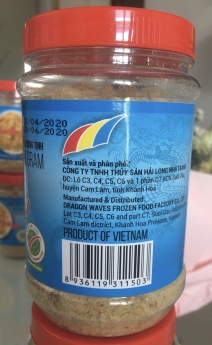 /04/2020
/06/2020
Sản xuất và phân phố:
CÔNG TY TNHH THỦY SẢN HẢI LONG NHA TRANG
ĐC: Lô C3, C4, C5, C6 và 1 phần C7, KCN
huyện Cam Lâm, tỉnh Khánh Hòa
Manufactured & Distributed
DRAGON WAVES FROZEN FOOD FACTORY CO.,
Lot C3, C4, C5, C6 and part C7, Suoi Dau
Cam Lam district, Khanh Hoa Province,
PRODUCT OF VIETNAM
8 936119 311503